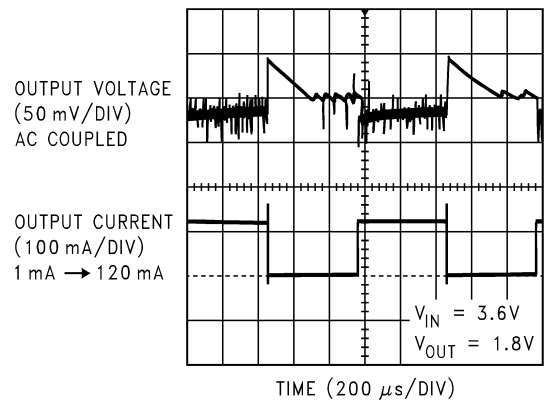 OUTPUT VOLTAGE
(50 mV/DIV)
AC COUPLED
OUTPUT CURRENT
(100 mA/DIV)
1 mA → 120 mA
V_IN = 3.6V
V_OUT = 1.8V
TIME (200 μs/DIV)